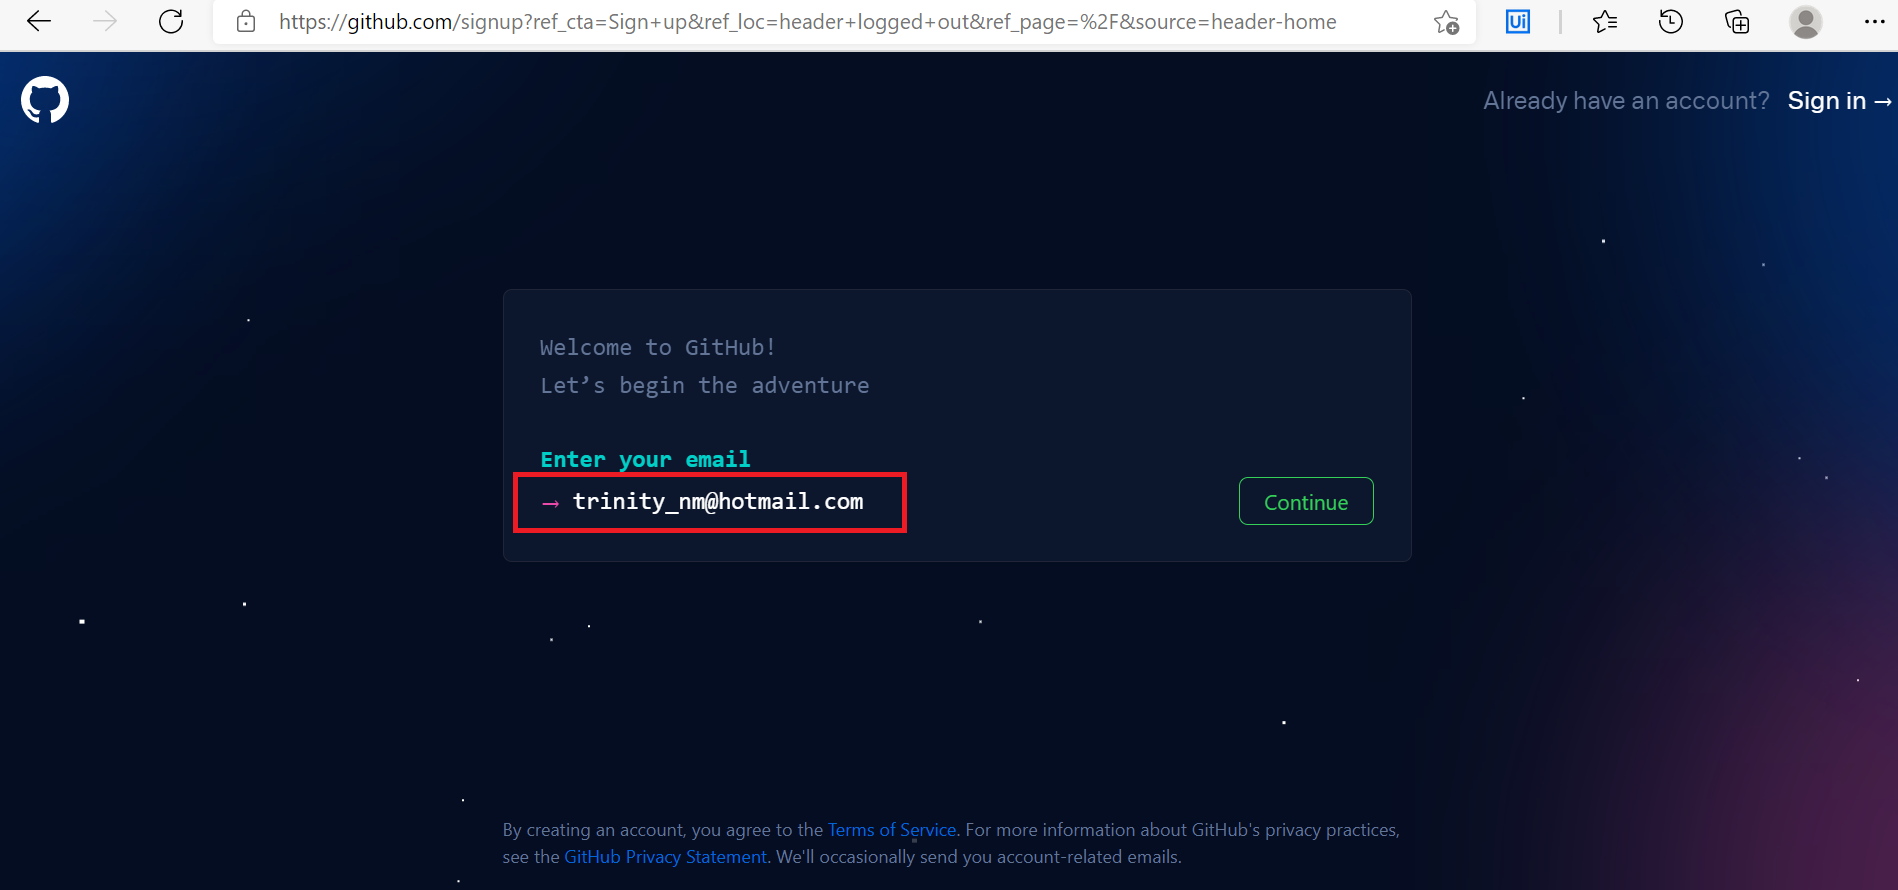 https://github.com/signup?ref_cta=Sign+up&ref_loc=header+logged+out&ref_page=%2F&source=header-home
Ui
Already have an account? Sign in →
Welcome to GitHub!
Let’s begin the adventure
Enter your email
→ trinity_nm@hotmail.com
Continue
By creating an account, you agree to the Terms of Service. For more information about GitHub's privacy practices,
see the GitHub Privacy Statement. We'll occasionally send you account-related emails.